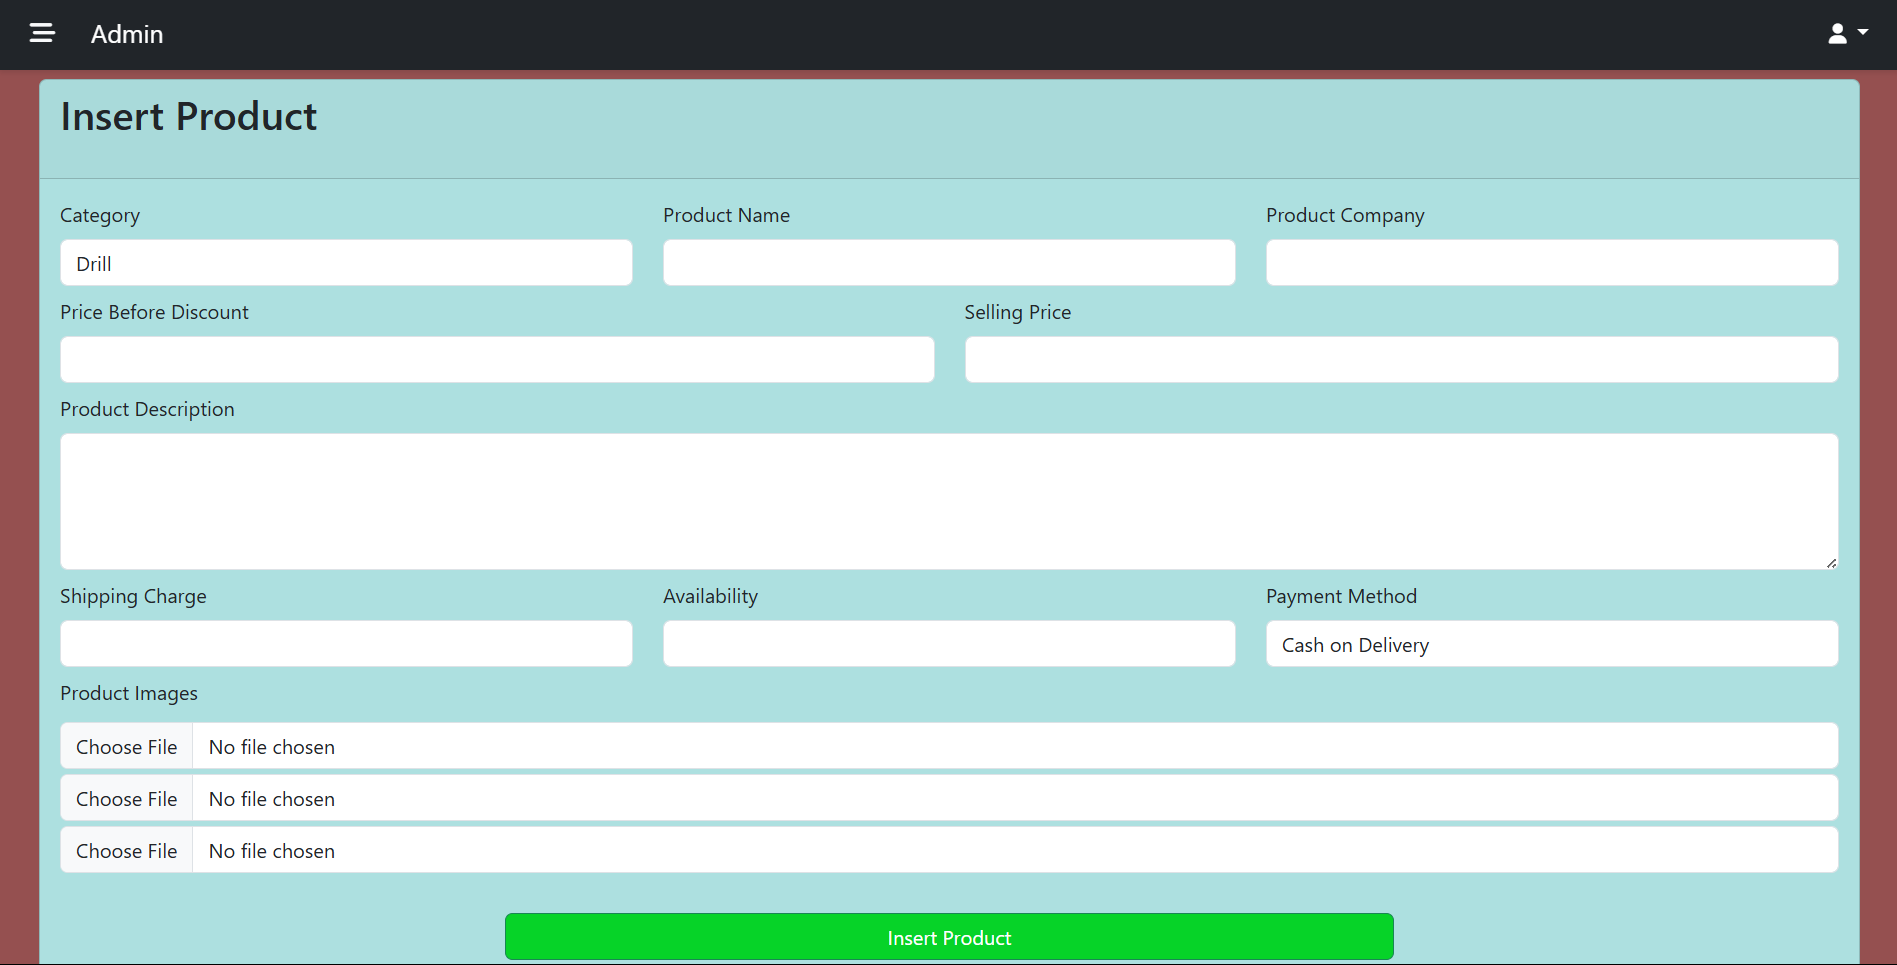 Admin
Insert Product
Category Product Name Product Company
Drill
Price Before Discount Selling Price
Product Description
Shipping Charge Availability Payment Method
Cash on Delivery
Product Images
Choose File No file chosen
Choose File No file chosen
Choose File No file chosen
Insert Product